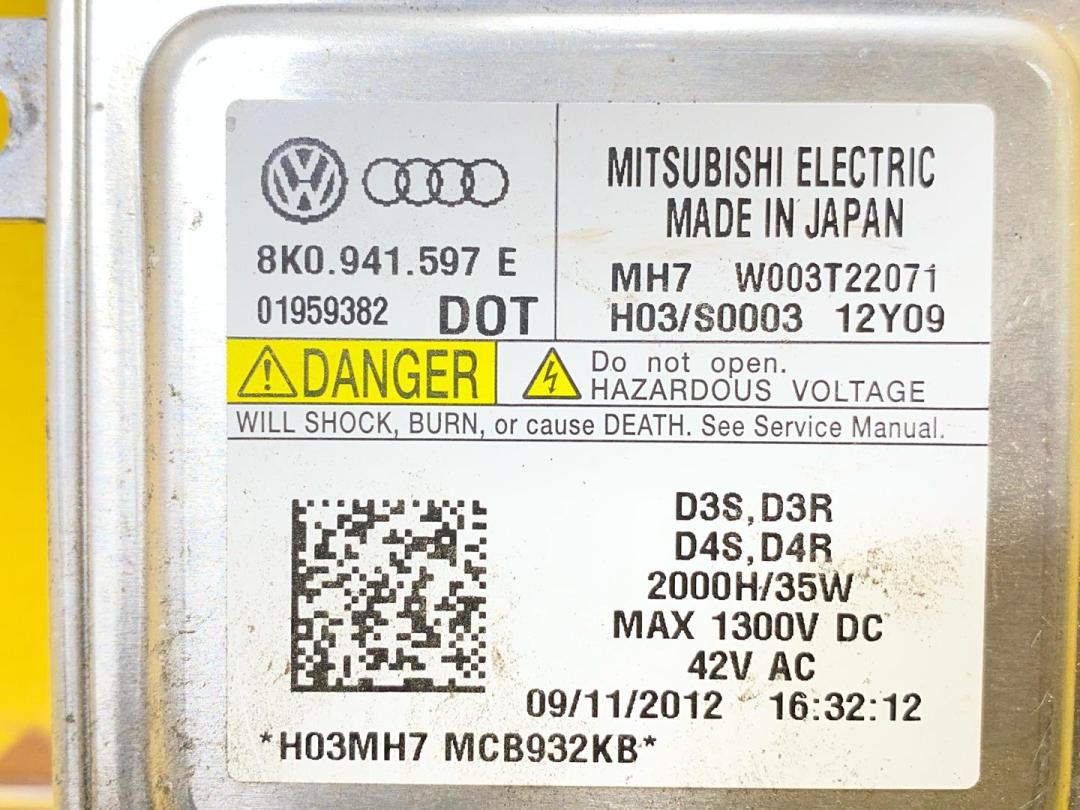 8K0.941.597 E
01959382 DOT
MITSUBISHI ELECTRIC
MADE IN JAPAN
MH7 W003T22071
H03/S0003 12Y09
DANGER
Do not open.
HAZARDOUS VOLTAGE
WILL SHOCK, BURN, or cause DEATH. See Service Manual.
D3S,D3R
D4S,D4R
2000H/35W
MAX 1300V DC
42V AC
09/11/2012 16:32:12
*H03MH7 MCB932KB*